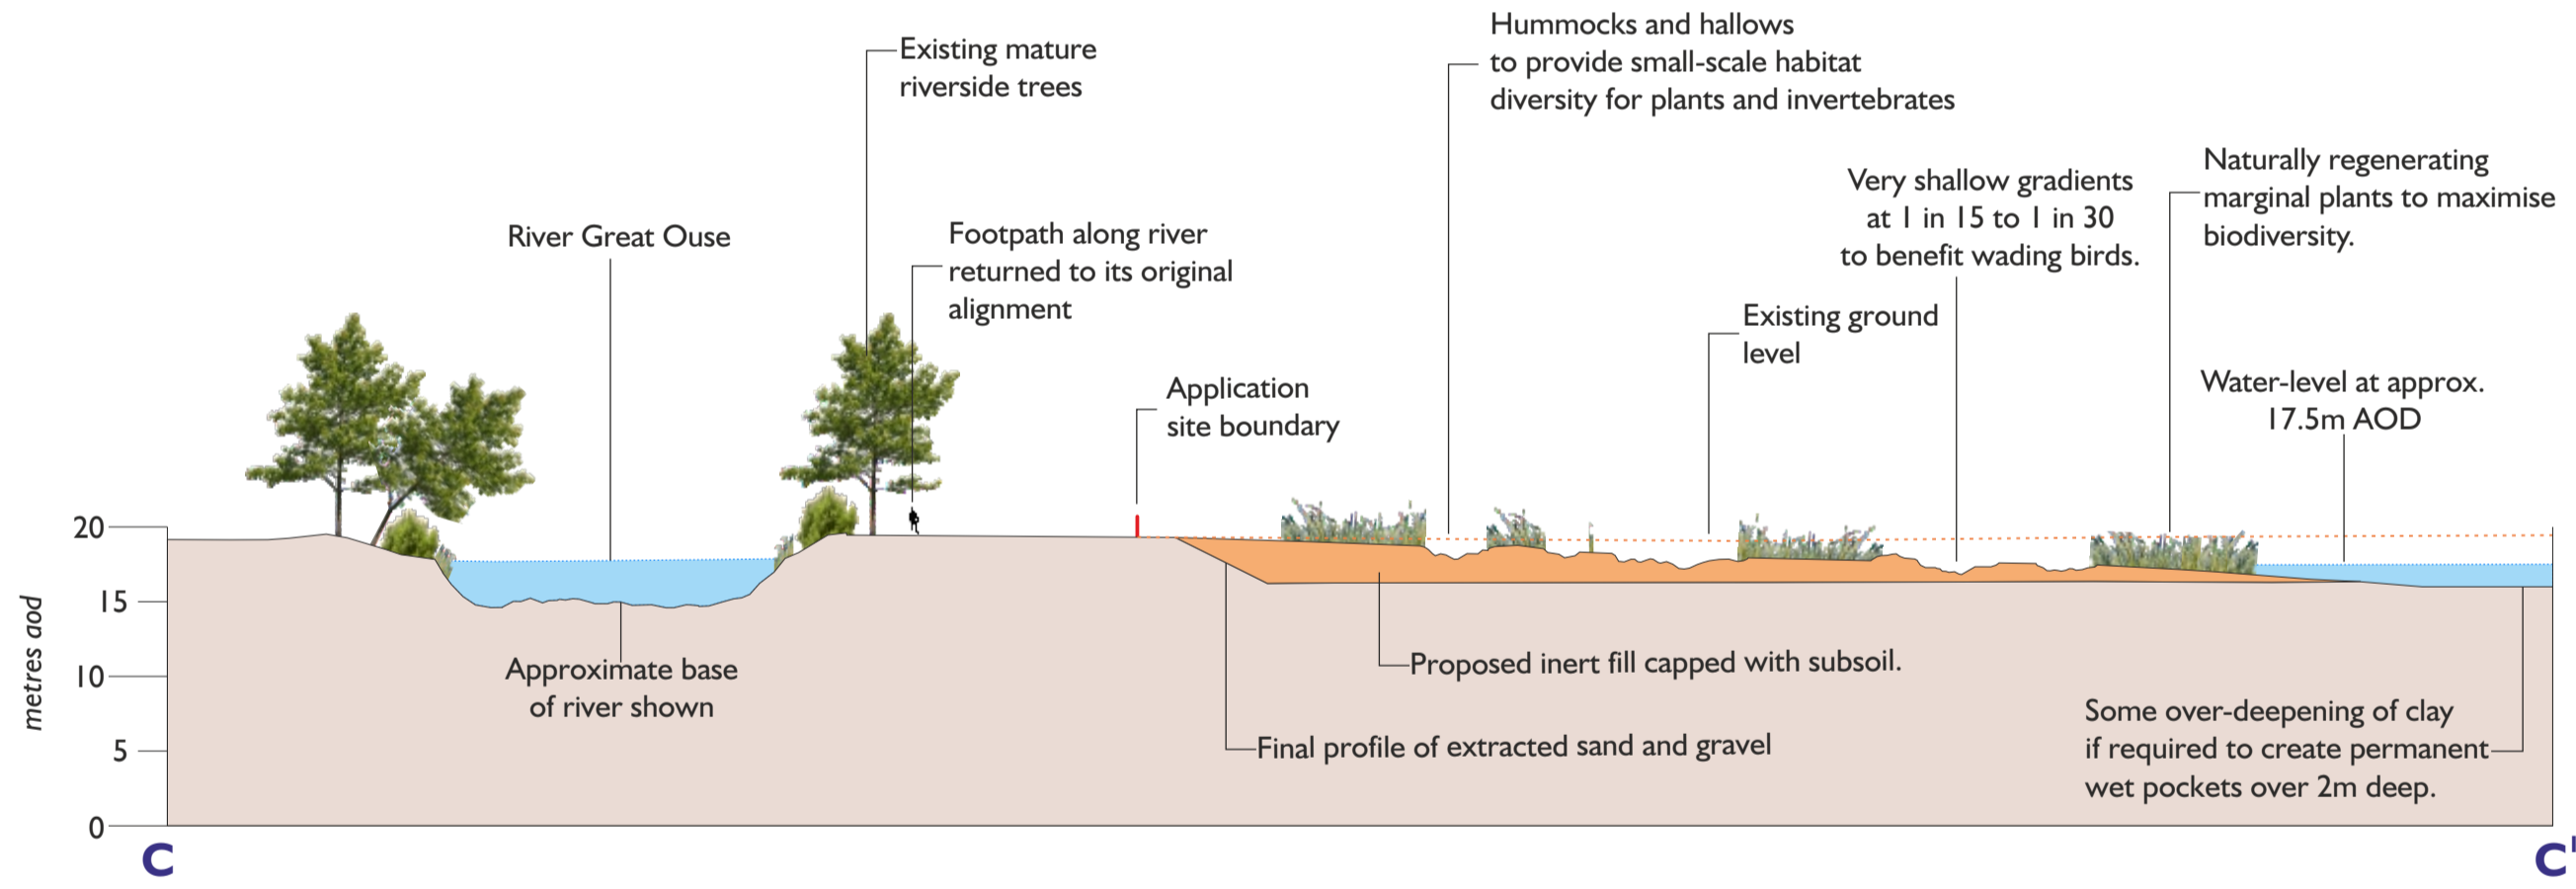 Hummocks and hallows
to provide small-scale habitat
diversity for plants and invertebrates
Existing mature
riverside trees
Naturally regenerating
marginal plants to maximise
biodiversity.
Very shallow gradients
at 1 in 15 to 1 in 30
to benefit wading birds.
River Great Ouse
Footpath along river
returned to its original
alignment
Existing ground
level
Application
site boundary
Water-level at approx.
17.5m AOD
20
15
10
5
0
metres aod
Approximate base
of river shown
Proposed inert fill capped with subsoil.
Final profile of extracted sand and gravel
Some over-deepening of clay
if required to create permanent
wet pockets over 2m deep.
C
C'